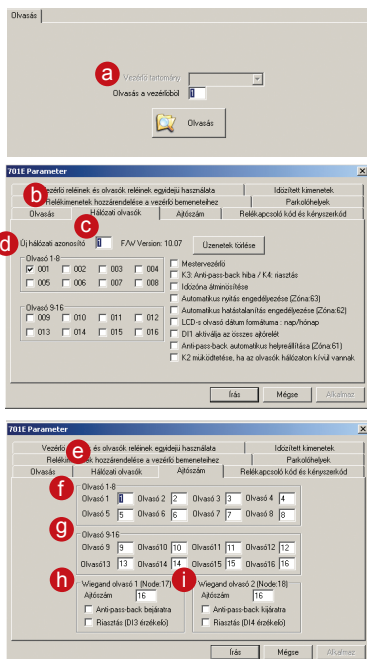 Olvasás
a
Vezérlő tartomány
Olvasás a vezérlőből 1
Olvasás
701E Parameter
b
Vezérlő reléinek és olvasók reléinek egyidejű használata
Időzített kimenetek
Relékimenetek hozzárendelése a vezérlő bemeneteihez
Parkolóhelyek
c
Olvasás
Hálózati olvasók
Ajtószám
Relékapcsoló kód és kényszerkód
d
Új hálózati azonosító 1 F/W Version: 10.07 Üzenetek törlése
Olvasó 1-8
001 002 003 004
005 006 007 008
Olvasó 9-16
009 010 011 012
013 014 015 016
Mestervezérlő
K3: Anti-pass-back hiba / K4: riasztás
Időzóna átminősítése
Automatikus nyitás engedélyezése (Zóna:63)
Automatikus hatástalanítás engedélyezése (Zóna:62)
LCD-s olvasó dátum formátuma : nap/hónap
DI1 aktiválja az összes ajtórelét
Anti-pass-back automatikus helyreállítása (Zóna:61)
K2 működtetése, ha az olvasók hálózaton kívül vannak
Írás Mégse Alkalmaz
701E Parameter
e
Vezérlő és olvasók reléinek egyidejű használata
Időzített kimenetek
hozzárendelése a vezérlő bemeneteihez
Parkolóhelyek
Olvasás
Hálózati olvasók
Ajtószám
Relékapcsoló kód és kényszerkód
f
Olvasó 1-8
Olvasó 1 1 Olvasó 2 2 Olvasó 3 3 Olvasó 4 4
Olvasó 5 5 Olvasó 6 6 Olvasó 7 7 Olvasó 8 8
g
Olvasó 9-16
Olvasó 9 9 Olvasó10 10 Olvasó11 11 Olvasó12 12
Olvasó13 13 Olvasó14 14 Olvasó15 15 Olvasó16 16
h
Wiegand olvasó 1 (Node:17)
Ajtószám 16
Anti-pass-back bejáratra
Riasztás (DI3 érzékelő)
i
Wiegand olvasó 2 (Node:18)
Ajtószám 16
Anti-pass-back kijáratra
Riasztás (DI4 érzékelő)
Írás Mégse Alkalmaz